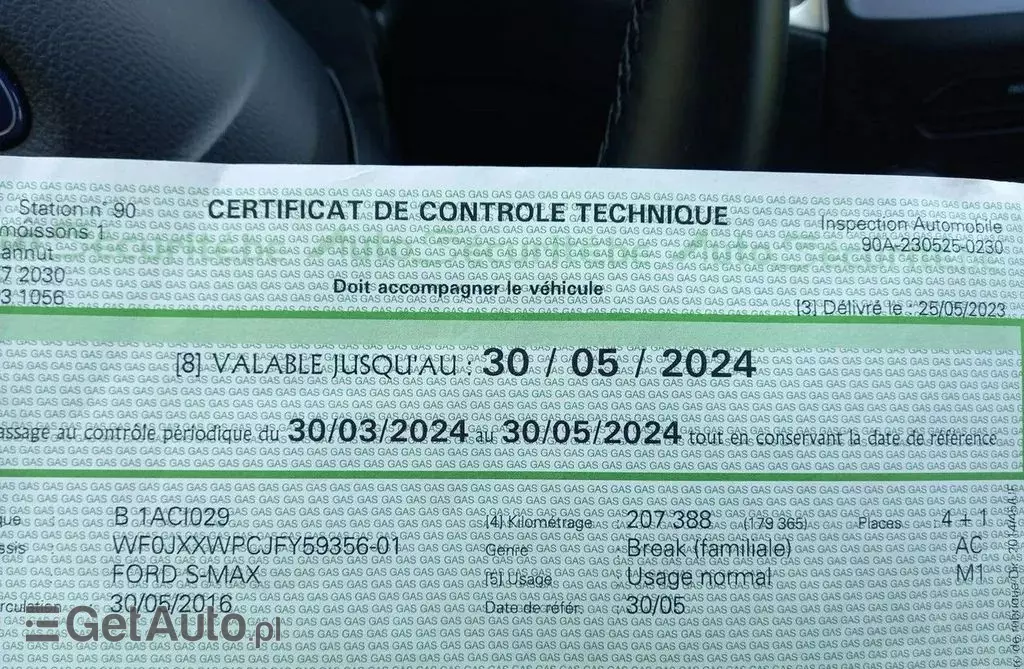 Station n° 90
CERTIFICAT DE CONTROLE TECHNIQUE
Inspection Automobile
moissons 1
90A-230525-0230
annut
7 2030
Doit accompagner le véhicule
3 1056
[3] Délivré le : 25/05/2023
[8] VALABLE JUSQU'AU : 30 / 05 / 2024
assage au contrôle périodique du 30/03/2024 au 30/05/2024 tout en conservant la date de référence
que B 1ACI029 [4] Kilométrage 207 388 (179 365) Places 4 + 1
ssis WF0JXXWPCJFY59356-01 Genre Break (familiale) AC
FORD S-MAX [5] Usage Usage normal M1
irculation 30/05/2016 Date de référ. 30/05
GetAuto.pl